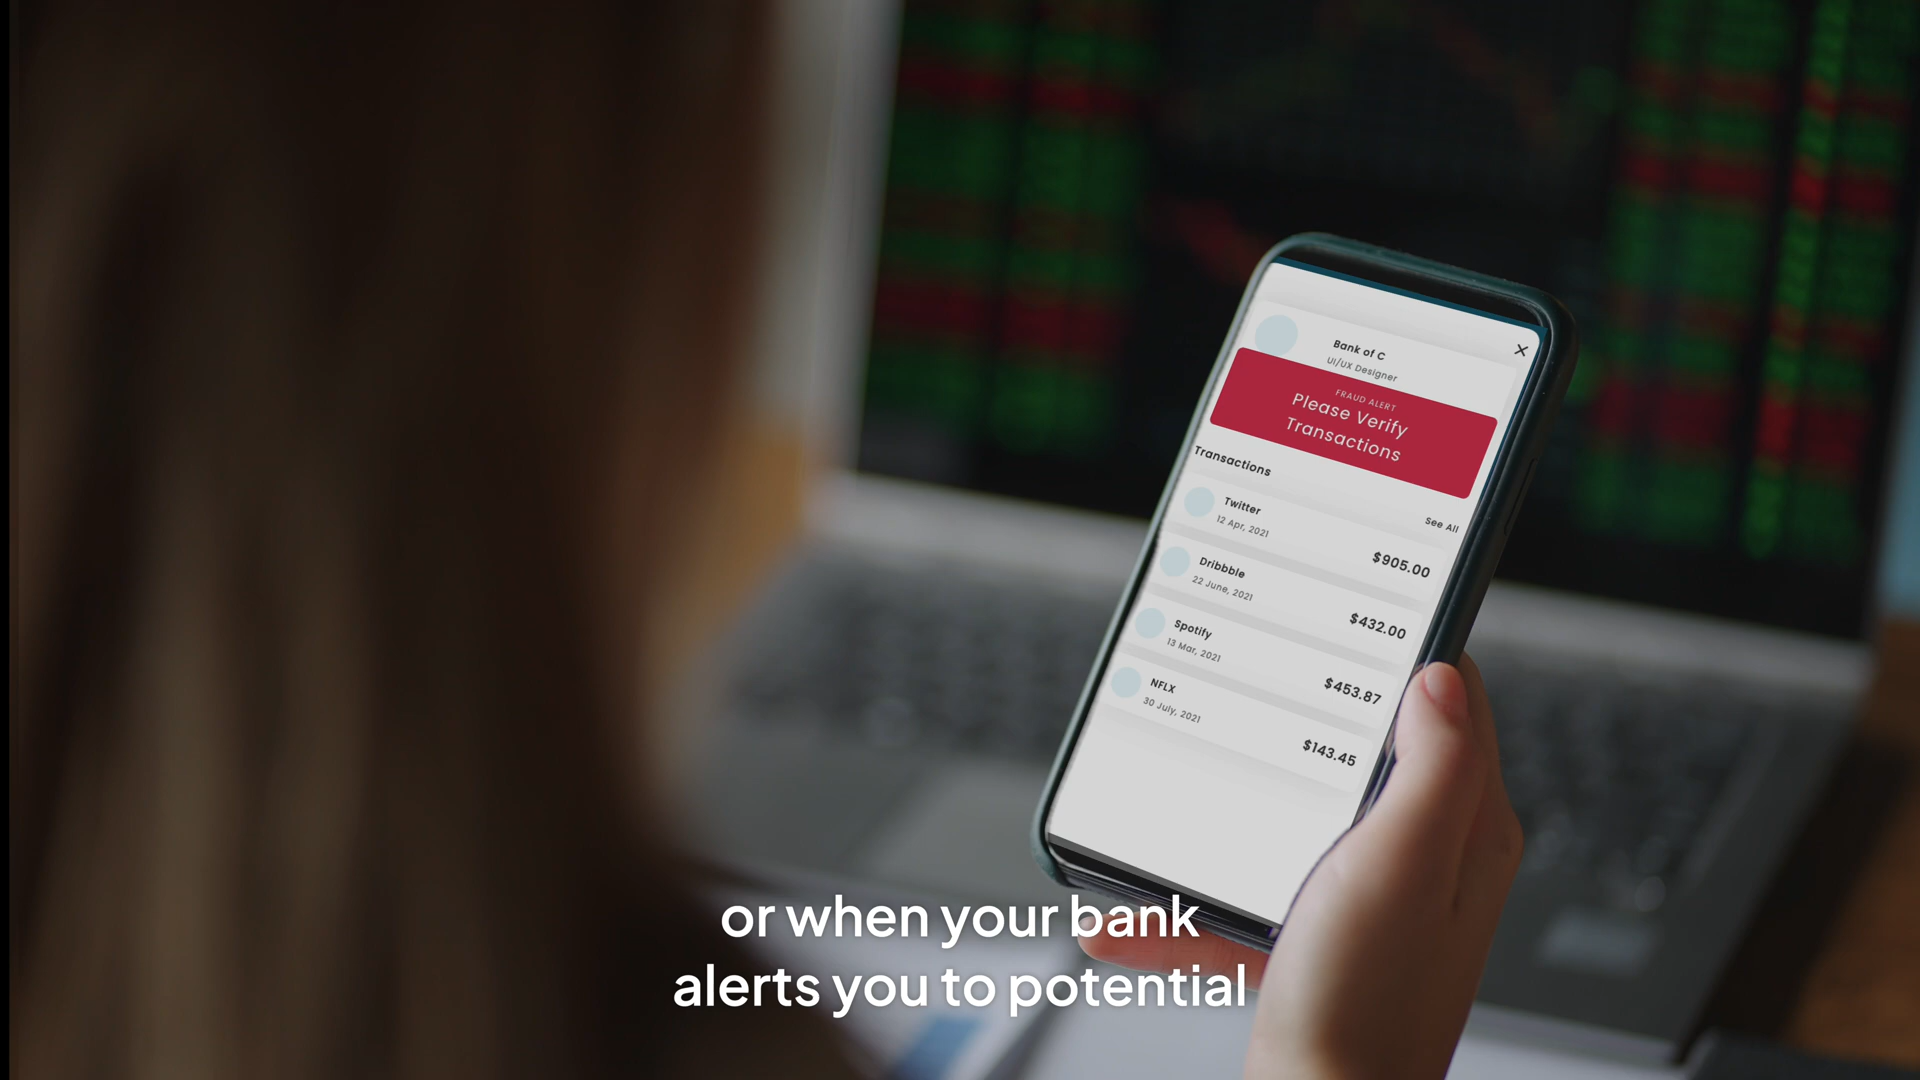 Bank of C
UI/UX Designer
FRAUD ALERT
Please Verify
Transactions
Transactions
See All
Twitter
12 Apr, 2021
$905.00
Dribbble
22 June, 2021
$432.00
Spotify
13 Mar, 2021
$453.87
NFLX
30 July, 2021
$143.45
or when your bank
alerts you to potential